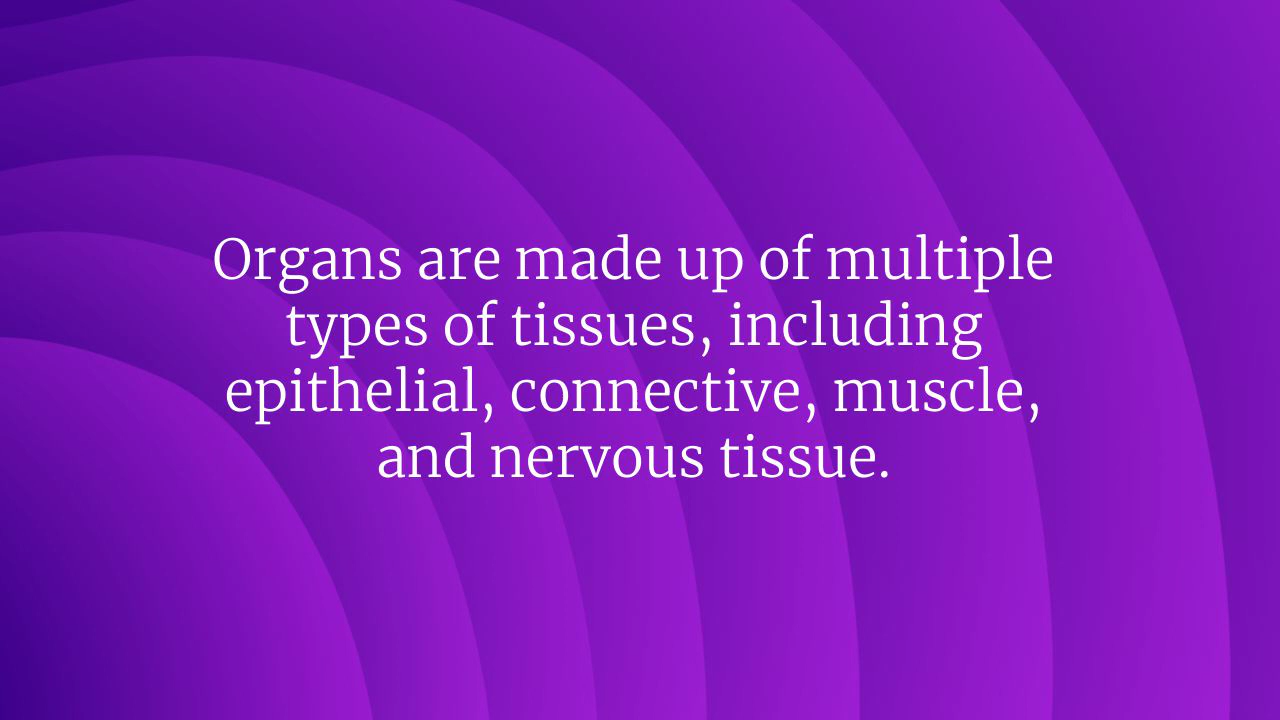 Organs are made up of multiple
types of tissues, including
epithelial, connective, muscle,
and nervous tissue.